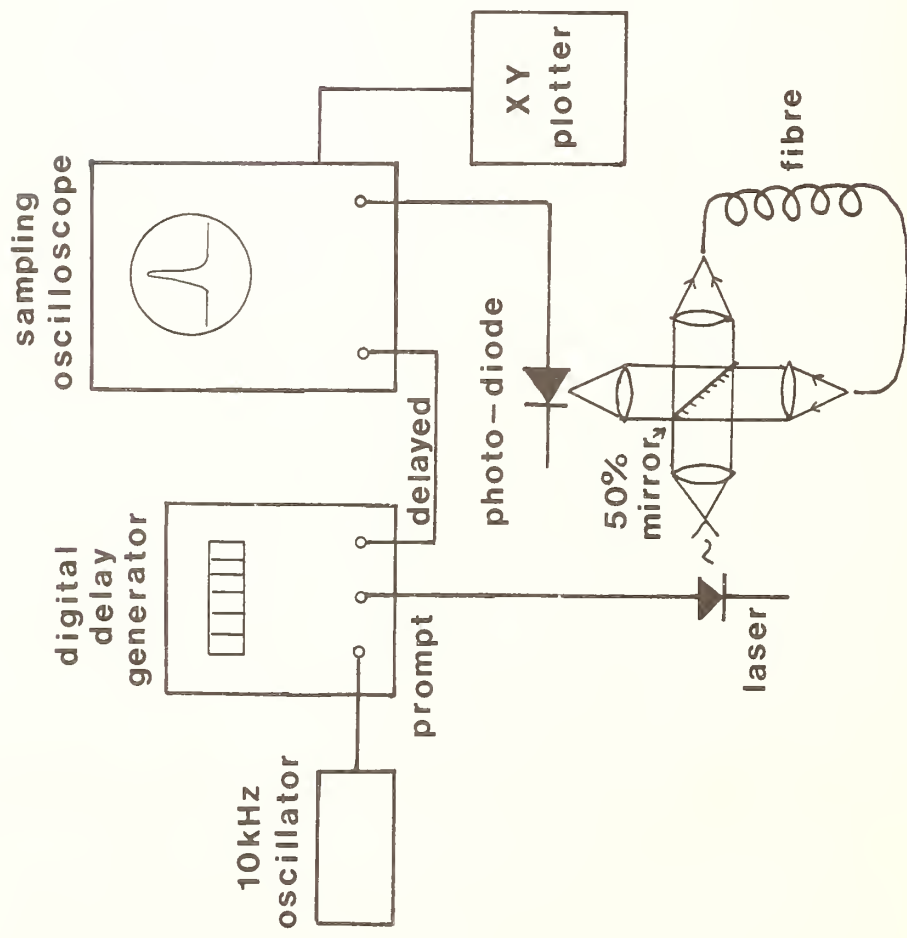 sampling
oscilloscope
XY
plotter
digital
delay
generator
delayed
photo-diode
fibre
50%
mirror
prompt
10kHz
oscillator
laser